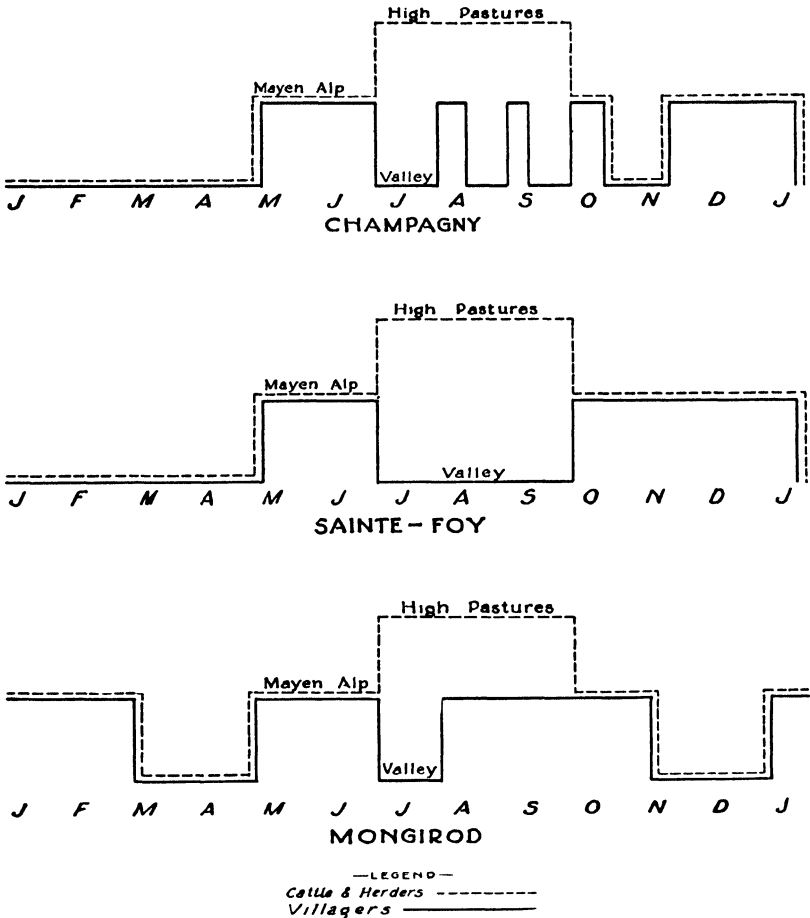 High Pastures
Mayen Alp
Valley
J F M A M J J A S O N D J
CHAMPAGNY
High Pastures
Mayen Alp
Valley
J F M A M J J A S O N D J
SAINTE-FOY
High Pastures
Mayen Alp
Valley
J F M A M J J A S O N D J
MONGIROD
—LEGEND—
Cattle & Herders
Villagers